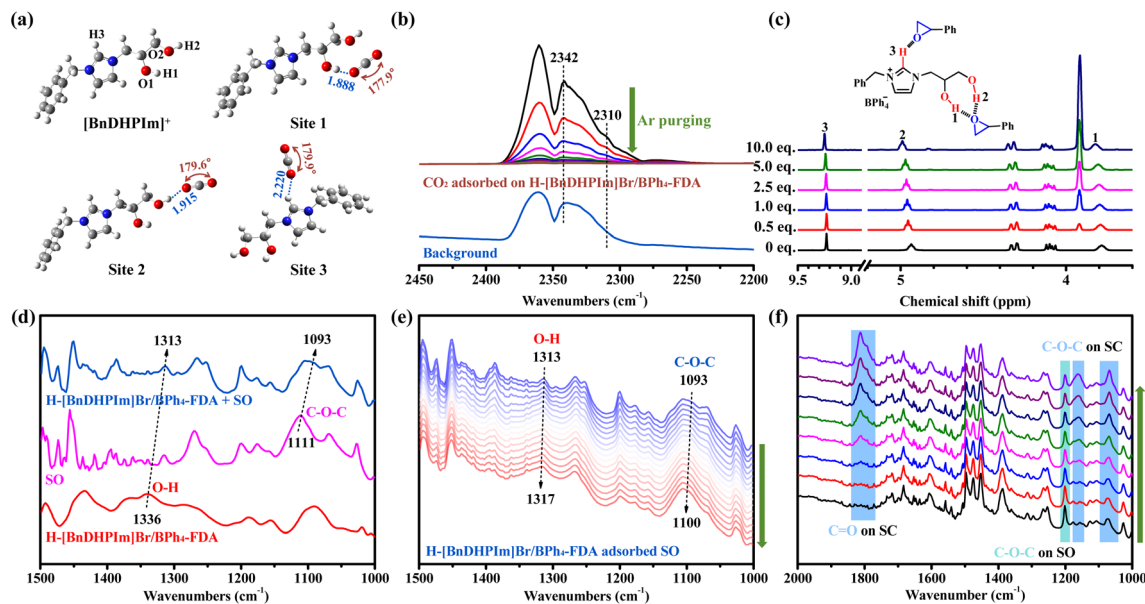 (a)
H3
H2
O2
H1
O1
[BnDHPIm]⁺
1.888
177.9°
Site 1
179.6°
1.915
Site 2
179.9°
2.220
Site 3
(b)
2342
2310
Ar purging
CO₂ adsorbed on H-[BnDHPIm]Br/BPh₄-FDA
Background
2450 2400 2350 2300 2250 2200
Wavenumbers (cm⁻¹)
(c)
O
Ph
3 H
Ph N + N
BPh₄⁻
O O
H H 2
1 O
Ph
3 2 1
10.0 eq.
5.0 eq.
2.5 eq.
1.0 eq.
0.5 eq.
0 eq.
9.5 9.0 5 4
Chemical shift (ppm)
(d)
1313 1093
H-[BnDHPIm]Br/BPh₄-FDA + SO
C-O-C
1111
SO
O-H
1336
H-[BnDHPIm]Br/BPh₄-FDA
1500 1400 1300 1200 1100 1000
Wavenumbers (cm⁻¹)
(e)
O-H
1313
C-O-C
1093
1317
1100
H-[BnDHPIm]Br/BPh₄-FDA adsorbed SO
1500 1400 1300 1200 1100 1000
Wavenumbers (cm⁻¹)
(f)
C-O-C on SC
C=O on SC
C-O-C on SO
2000 1800 1600 1400 1200 1000
Wavenumber (cm⁻¹)